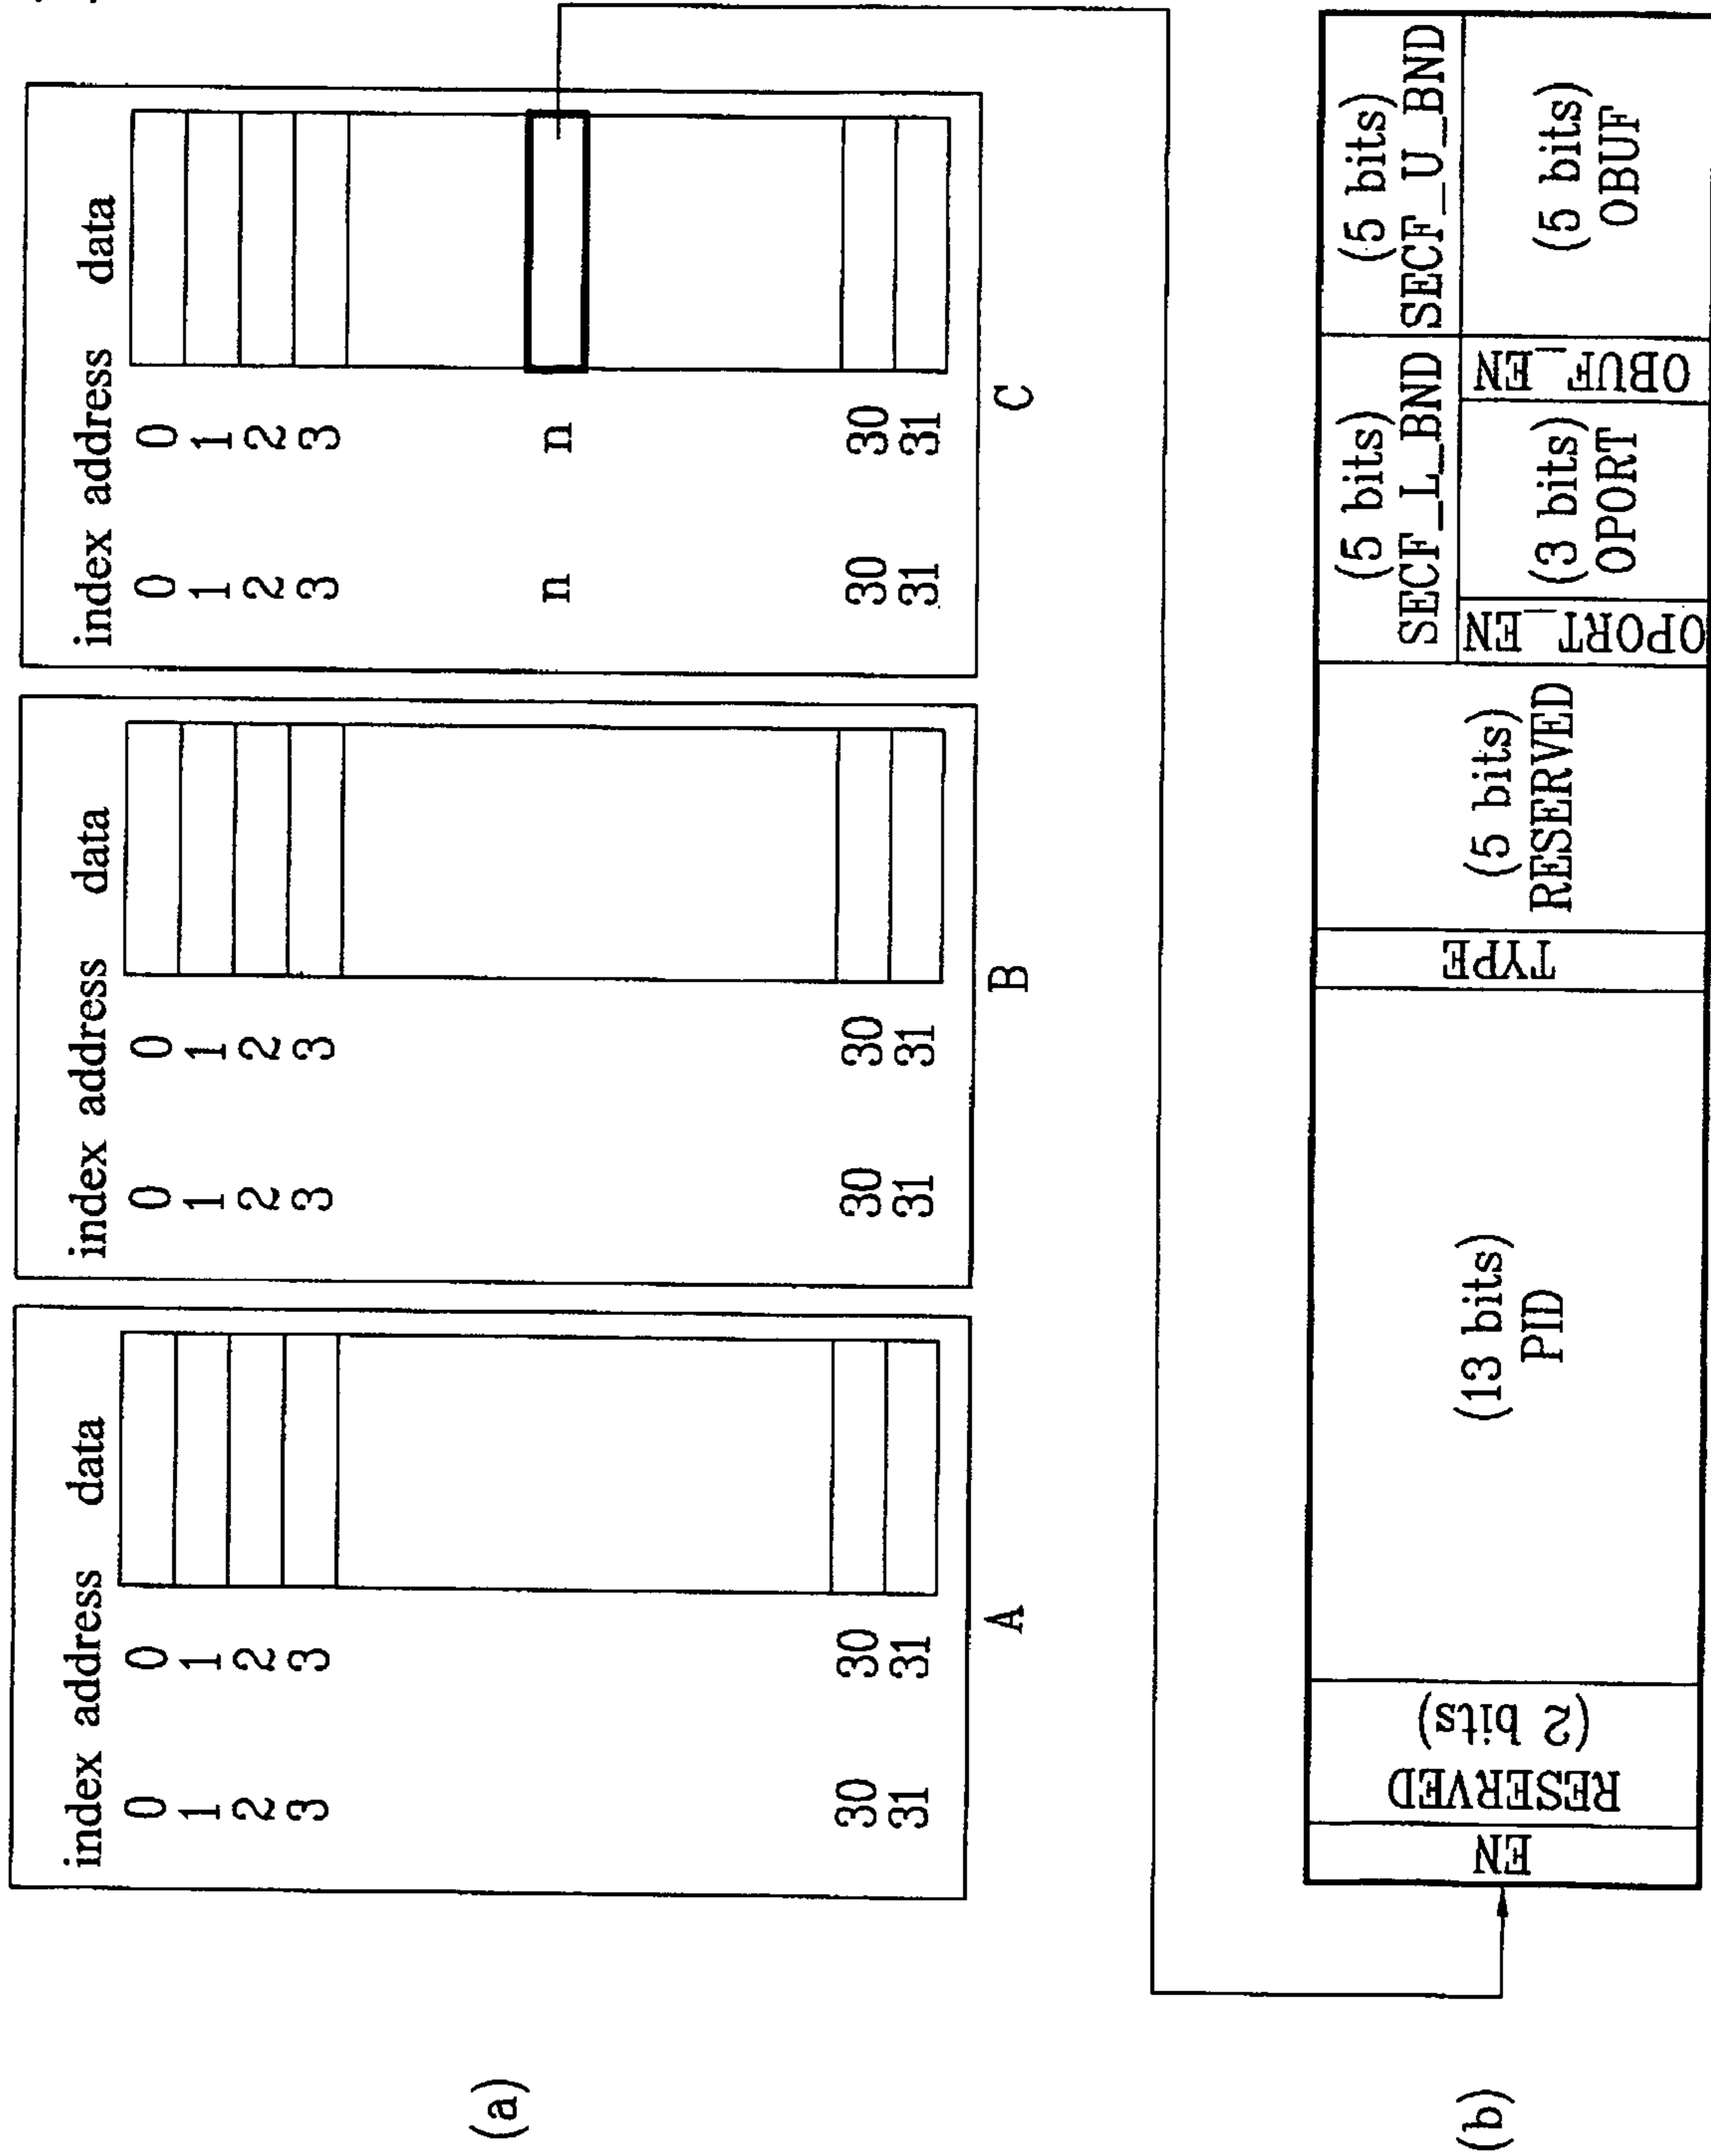 (a)
index address data
0 0
1 1
2 2
3 3
30 30
31 31
A
index address data
0 0
1 1
2 2
3 3
30 30
31 31
B
index address data
0 0
1 1
2 2
3 3
n n
30 30
31 31
C
(b)
EN
RESERVED
(2 bits)
(13 bits)
PID
TYPE
(5 bits)
RESERVED
(5 bits)
SECF_L_BND
(5 bits)
SECF_U_BND
OPORT_EN
(3 bits)
OPORT
OBUF_EN
(5 bits)
OBUF